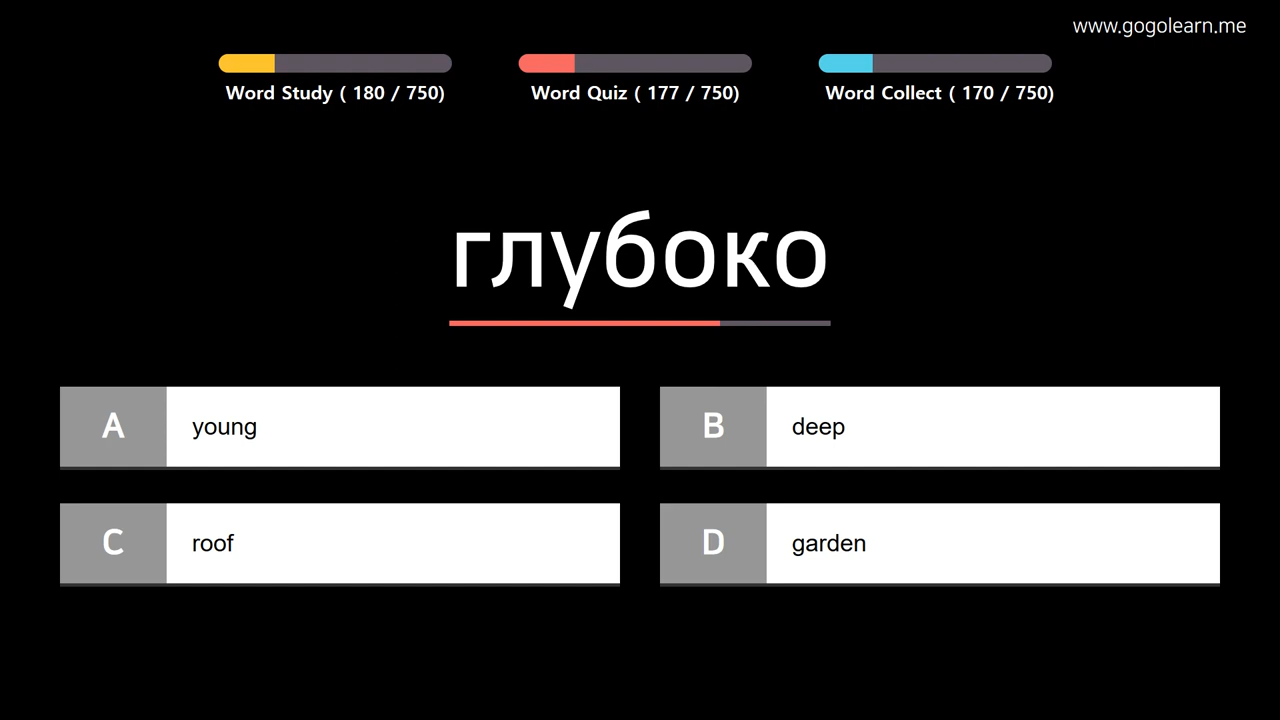 www.gogolearn.me
Word Study ( 180 / 750)
Word Quiz ( 177 / 750)
Word Collect ( 170 / 750)
глубоко
A young
B deep
C roof
D garden